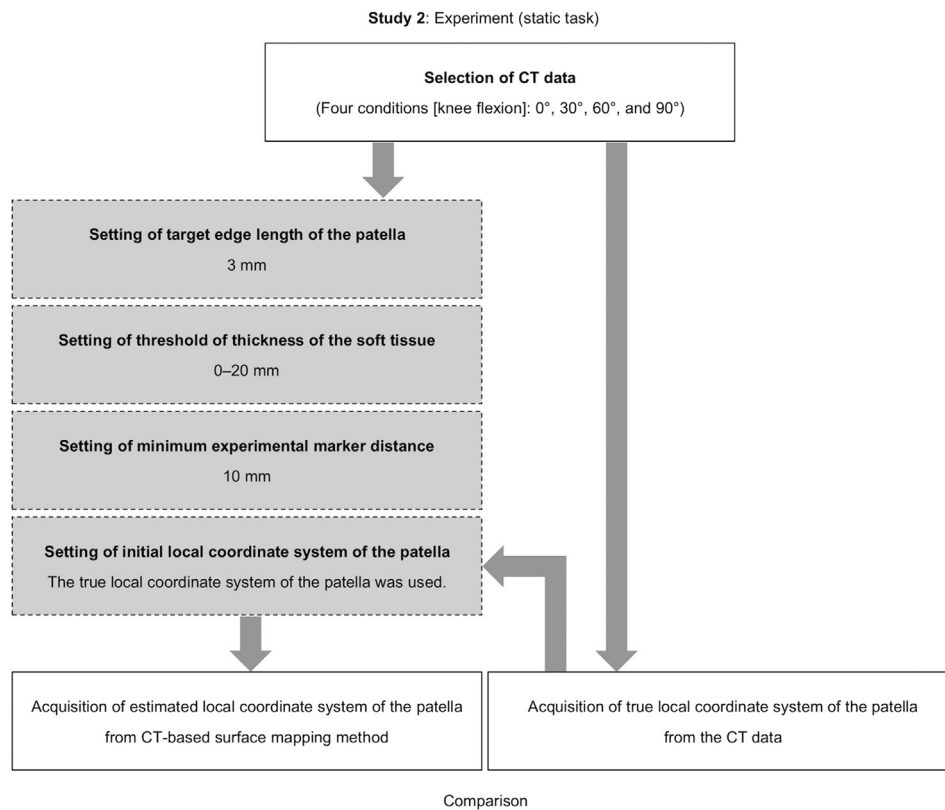 Study 2: Experiment (static task)
Selection of CT data
(Four conditions [knee flexion]: 0°, 30°, 60°, and 90°)
Setting of target edge length of the patella
3 mm
Setting of threshold of thickness of the soft tissue
0–20 mm
Setting of minimum experimental marker distance
10 mm
Setting of initial local coordinate system of the patella
The true local coordinate system of the patella was used.
Acquisition of estimated local coordinate system of the patella
from CT-based surface mapping method
Acquisition of true local coordinate system of the patella
from the CT data
Comparison